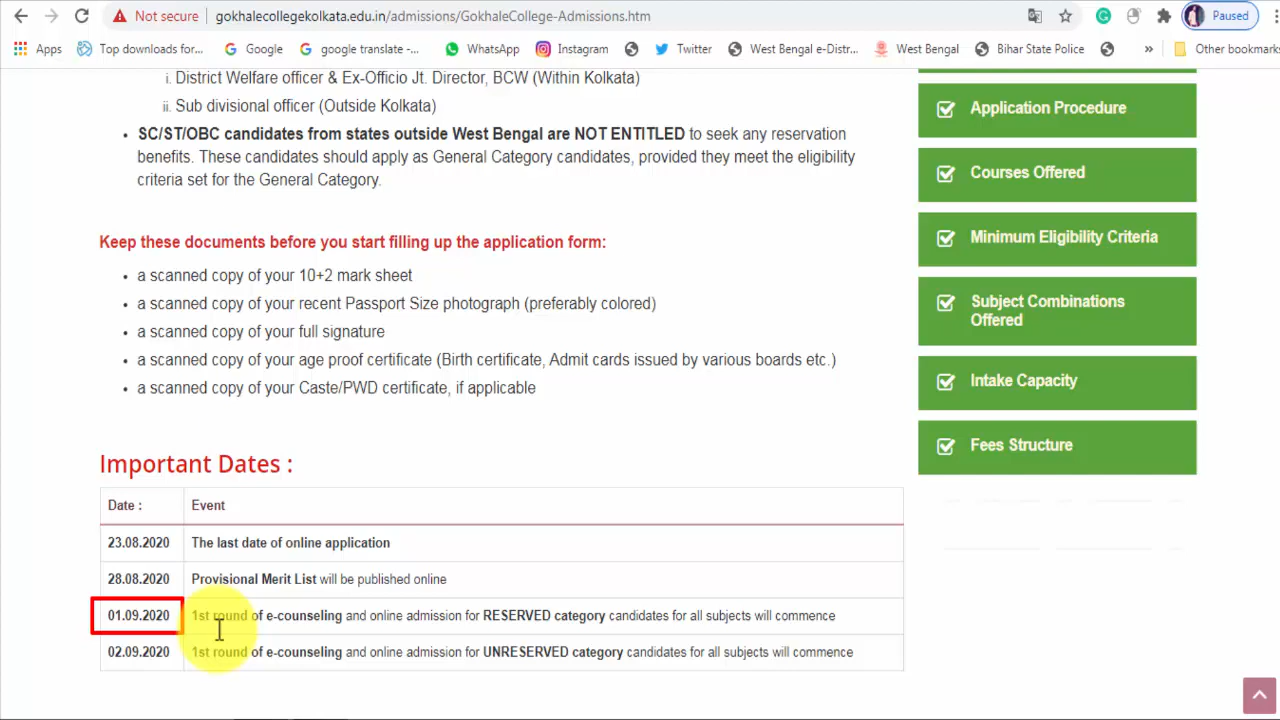 Not secure gokhalecollegekolkata.edu.in/admissions/GokhaleCollege-Admissions.htm Paused
Apps Top downloads for... Google google translate -... WhatsApp Instagram Twitter West Bengal e-Distr... West Bengal Bihar State Police » Other bookmarks
i. District Welfare officer & Ex-Officio Jt. Director, BCW (Within Kolkata)
ii. Sub divisional officer (Outside Kolkata)
• SC/ST/OBC candidates from states outside West Bengal are NOT ENTITLED to seek any reservation
benefits. These candidates should apply as General Category candidates, provided they meet the eligibility
criteria set for the General Category.
Keep these documents before you start filling up the application form:
• a scanned copy of your 10+2 mark sheet
• a scanned copy of your recent Passport Size photograph (preferably colored)
• a scanned copy of your full signature
• a scanned copy of your age proof certificate (Birth certificate, Admit cards issued by various boards etc.)
• a scanned copy of your Caste/PWD certificate, if applicable
Important Dates :
Date : Event
23.08.2020 The last date of online application
28.08.2020 Provisional Merit List will be published online
01.09.2020 1st round of e-counseling and online admission for RESERVED category candidates for all subjects will commence
02.09.2020 1st round of e-counseling and online admission for UNRESERVED category candidates for all subjects will commence
Application Procedure
Courses Offered
Minimum Eligibility Criteria
Subject Combinations
Offered
Intake Capacity
Fees Structure